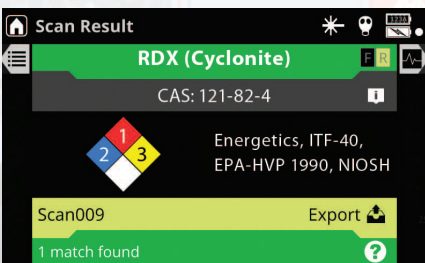 Scan Result
123A
RDX (Cyclonite)
F R
CAS: 121-82-4
i
1
2
3
Energetics, ITF-40,
EPA-HVP 1990, NIOSH
Scan009
Export
1 match found
?